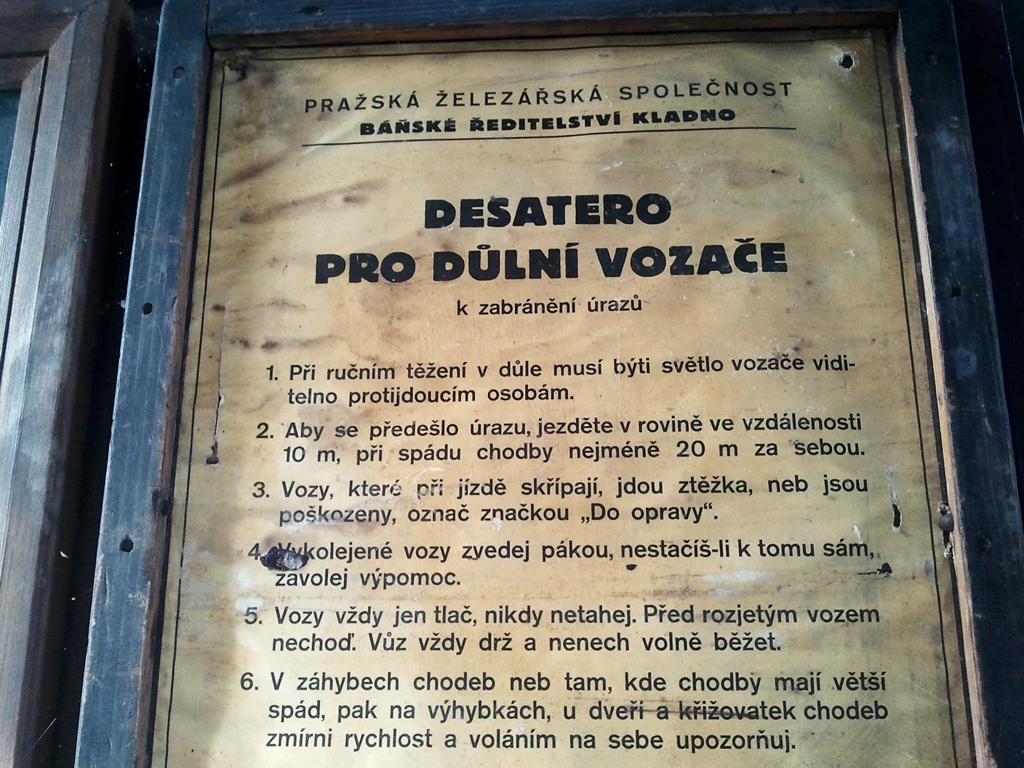 PRAŽSKÁ ŽELEZÁŘSKÁ SPOLEČNOST
BÁŇSKÉ ŘEDITELSTVÍ KLADNO
DESATERO
PRO DŮLNÍ VOZAČE
k zabránění úrazů
1. Při ručním těžení v důle musí býti světlo vozače vidi-
telno protijdoucím osobám.
2. Aby se předešlo úrazu, jezděte v rovině ve vzdálenosti
10 m, při spádu chodby nejméně 20 m za sebou.
3. Vozy, které při jízdě skřípají, jdou ztěžka, neb jsou
poškozeny, označ značkou „Do opravy“.
4. Vykolejené vozy zvedej pákou, nestačíš-li k tomu sám,
zavolej výpomoc.
5. Vozy vždy jen tlač, nikdy netahej. Před rozjetým vozem
nechoď. Vůz vždy drž a nenech volně běžet.
6. V záhybech chodeb neb tam, kde chodby mají větší
spád, pak na výhybkách, u dveří a křižovatek chodeb
zmírni rychlost a voláním na sebe upozorňuj.